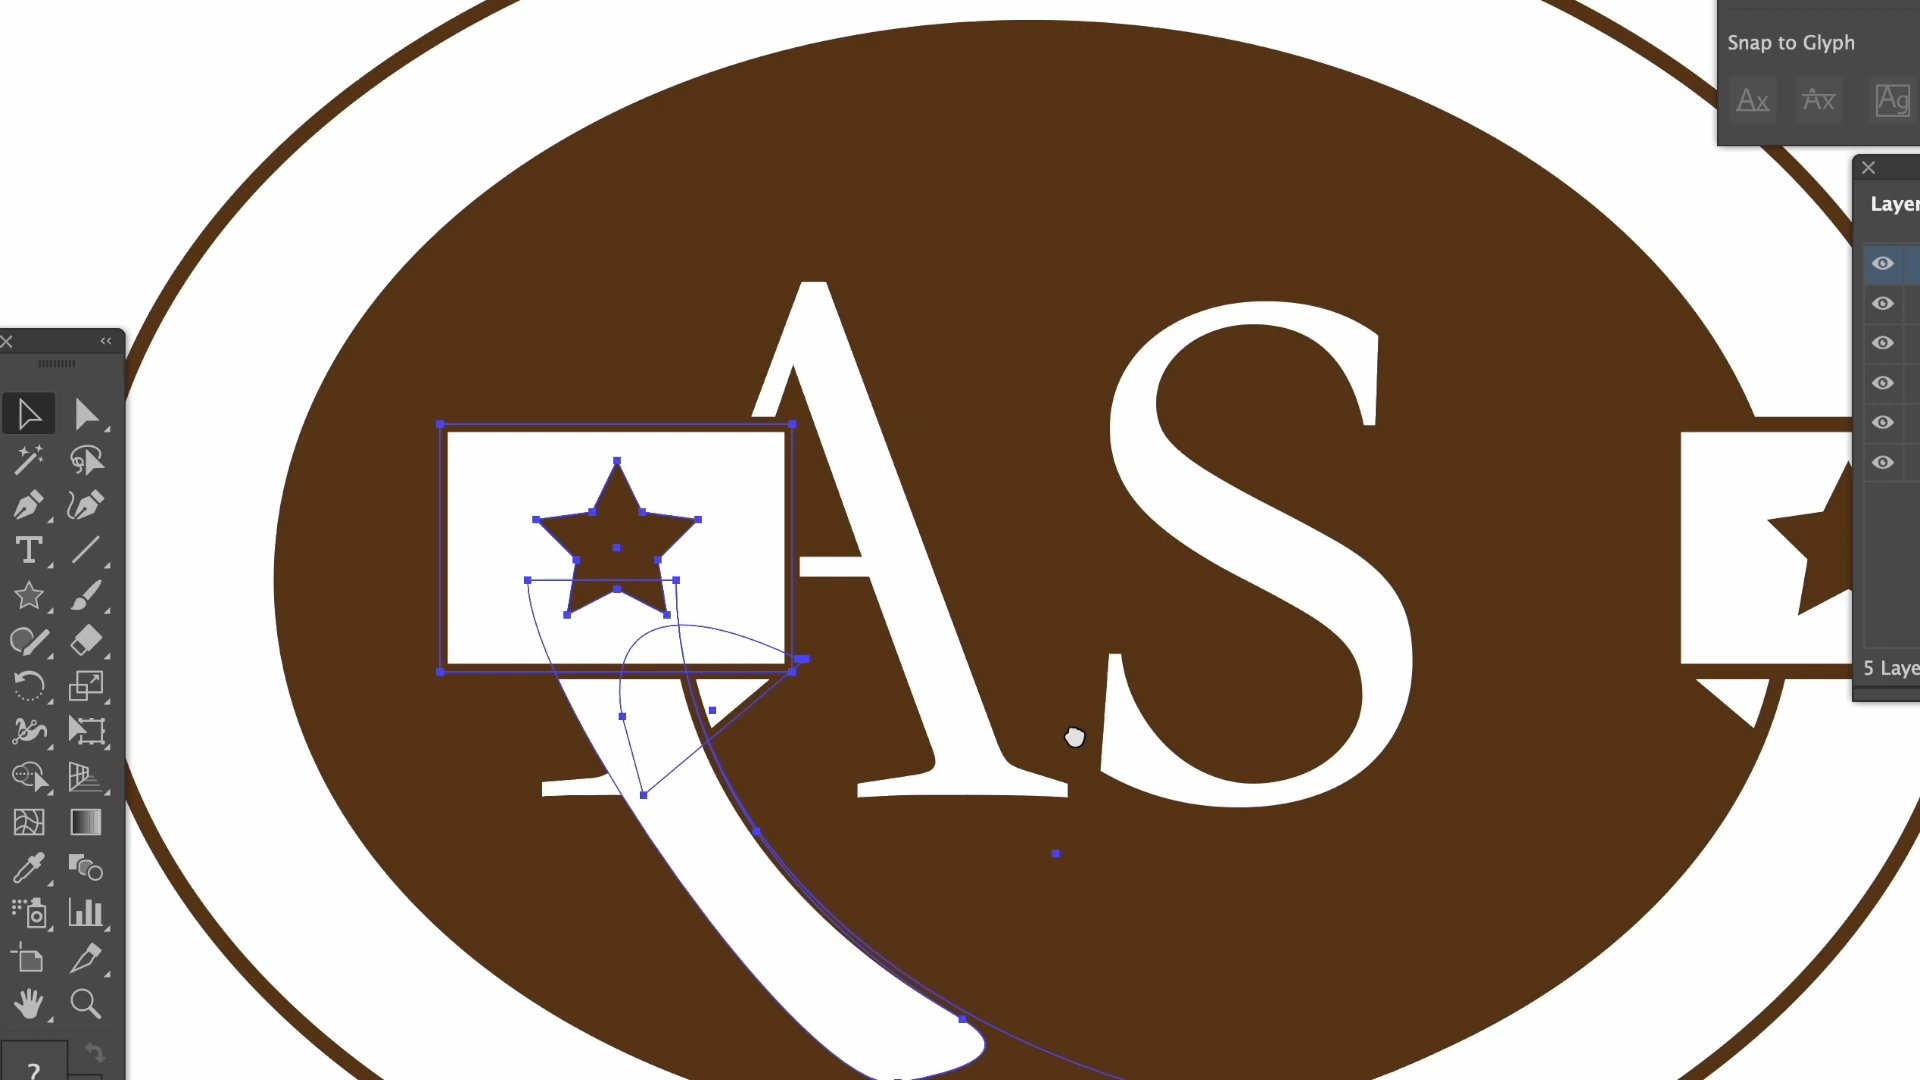 Snap to Glyph
Ax Ax Ag
Layer
AS
5 Laye
?